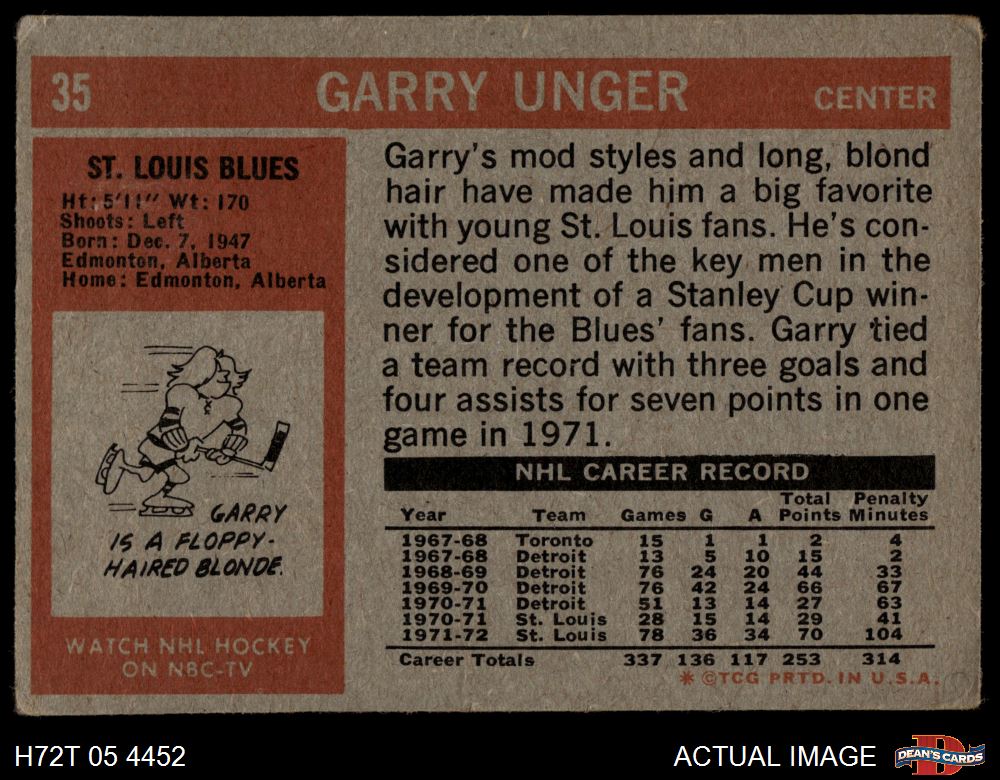 35 GARRY UNGER CENTER
ST. LOUIS BLUES
Ht: 5'11" Wt: 170
Shoots: Left
Born: Dec. 7, 1947
Edmonton, Alberta
Home: Edmonton, Alberta
GARRY
IS A FLOPPY-
HAIRED BLONDE.
WATCH NHL HOCKEY
ON NBC-TV
Garry's mod styles and long, blond
hair have made him a big favorite
with young St. Louis fans. He's con-
sidered one of the key men in the
development of a Stanley Cup win-
ner for the Blues' fans. Garry tied
a team record with three goals and
four assists for seven points in one
game in 1971.
NHL CAREER RECORD
Year Team Games G A Total Points Penalty Minutes
1967-68 Toronto 15 1 1 2 4
1967-68 Detroit 13 5 10 15 2
1968-69 Detroit 76 24 20 44 33
1969-70 Detroit 76 42 24 66 67
1970-71 Detroit 51 13 14 27 63
1970-71 St. Louis 28 15 14 29 41
1971-72 St. Louis 78 36 34 70 104
Career Totals 337 136 117 253 314
* ©TCG PRTD. IN U.S.A.
H72T 05 4452
ACTUAL IMAGE
DEAN'S CARDS